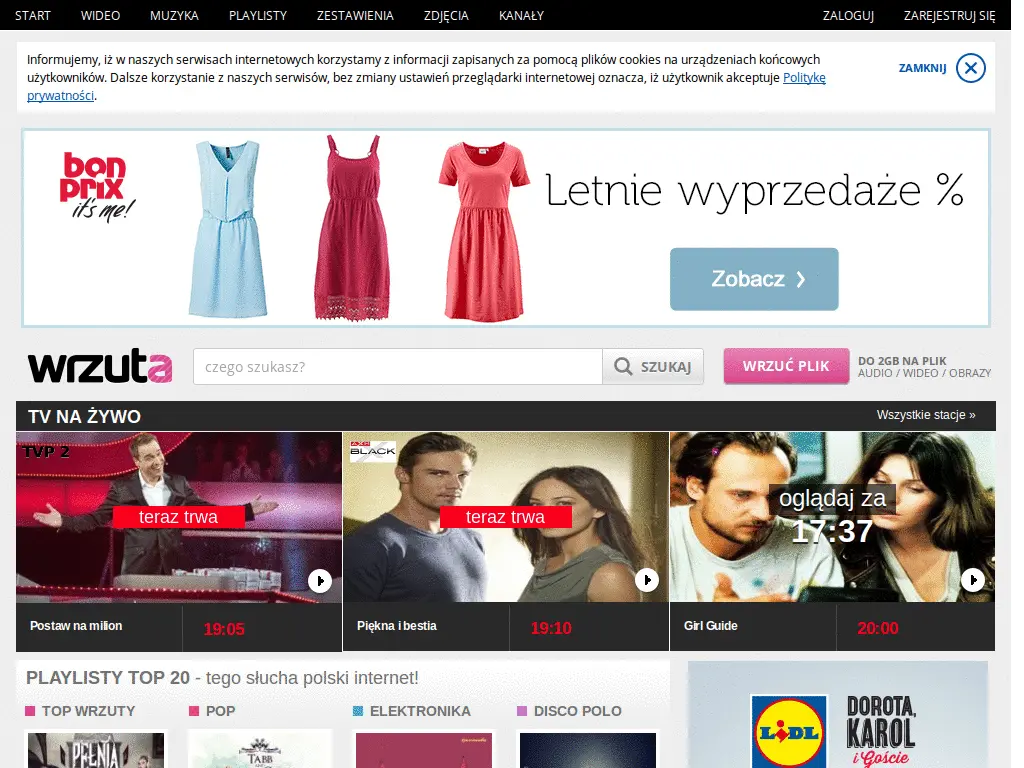 START WIDEO MUZYKA PLAYLISTY ZESTAWIENIA ZDJĘCIA KANAŁY ZALOGUJ ZAREJESTRUJ SIĘ
Informujemy, iż w naszych serwisach internetowych korzystamy z informacji zapisanych za pomocą plików cookies na urządzeniach końcowych
użytkowników. Dalsze korzystanie z naszych serwisów, bez zmiany ustawień przeglądarki internetowej oznacza, iż użytkownik akceptuje Politykę
prywatności.
ZAMKNIJ
bon
prix
it's me!
Letnie wyprzedaże %
Zobacz
wrzuta
czego szukasz?
SZUKAJ
WRZUĆ PLIK
DO 2GB NA PLIK
AUDIO / WIDEO / OBRAZY
TV NA ŻYWO
Wszystkie stacje »
TVP 2
teraz trwa
Postaw na milion
19:05
AXN
BLACK
teraz trwa
Piękna i bestia
19:10
oglądaj za
17:37
Girl Guide
20:00
PLAYLISTY TOP 20 - tego słucha polski internet!
TOP WRZUTY
POP
ELEKTRONIKA
DISCO POLO
PEŁNIA
TABB
LIDL
DOROTA,
KAROL
i Goście